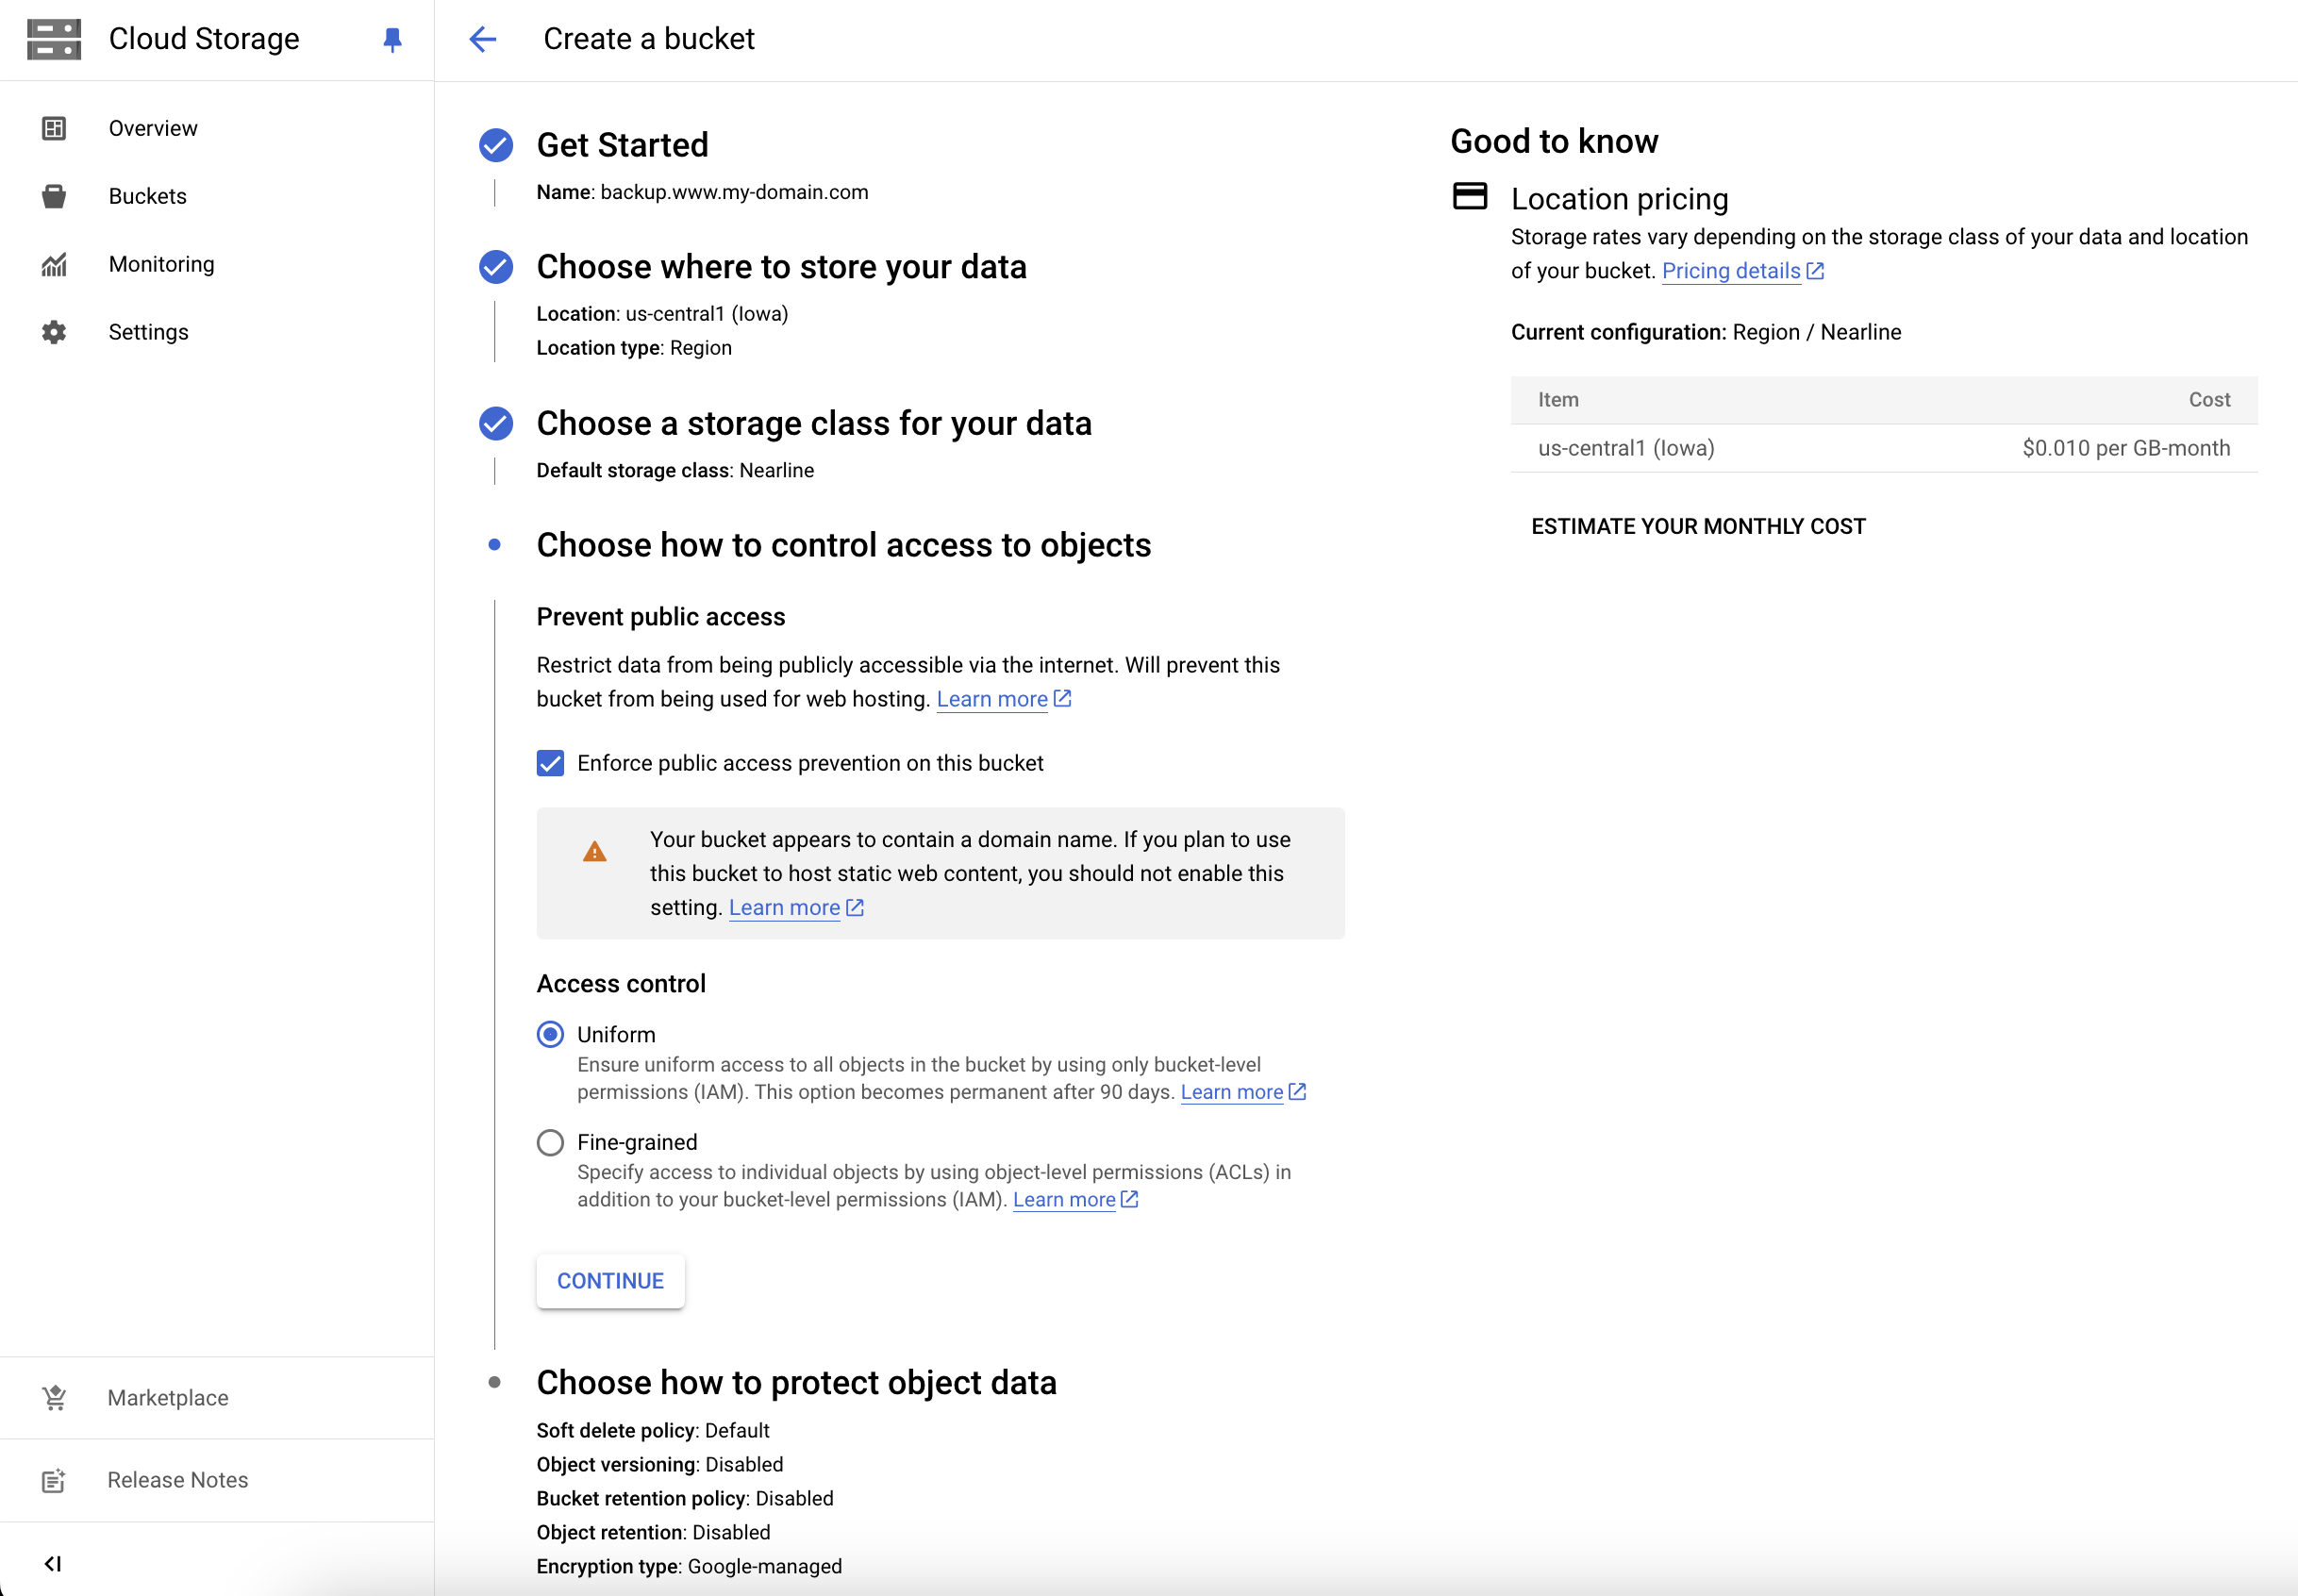 Cloud Storage
Create a bucket
Overview
Buckets
Monitoring
Settings
Marketplace
Release Notes
Get Started
Name: backup.www.my-domain.com
Choose where to store your data
Location: us-central1 (Iowa)
Location type: Region
Choose a storage class for your data
Default storage class: Nearline
Choose how to control access to objects
Prevent public access
Restrict data from being publicly accessible via the internet. Will prevent this
bucket from being used for web hosting. Learn more
Enforce public access prevention on this bucket
Your bucket appears to contain a domain name. If you plan to use
this bucket to host static web content, you should not enable this
setting. Learn more
Access control
Uniform
Ensure uniform access to all objects in the bucket by using only bucket-level
permissions (IAM). This option becomes permanent after 90 days. Learn more
Fine-grained
Specify access to individual objects by using object-level permissions (ACLs) in
addition to your bucket-level permissions (IAM). Learn more
CONTINUE
Choose how to protect object data
Soft delete policy: Default
Object versioning: Disabled
Bucket retention policy: Disabled
Object retention: Disabled
Encryption type: Google-managed
Good to know
Location pricing
Storage rates vary depending on the storage class of your data and location
of your bucket. Pricing details
Current configuration: Region / Nearline
Item Cost
us-central1 (Iowa) $0.010 per GB-month
ESTIMATE YOUR MONTHLY COST